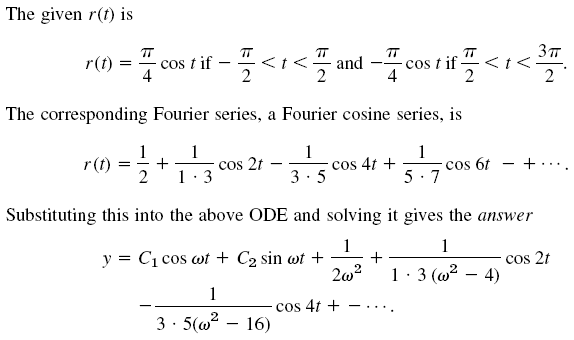 The given r(t) is
r(t) = π/4 cos t if − π/2 < t < π/2 and − π/4 cos t if π/2 < t < 3π/2.
The corresponding Fourier series, a Fourier cosine series, is
r(t) = 1/2 + 1/(1 · 3) cos 2t − 1/(3 · 5) cos 4t + 1/(5 · 7) cos 6t − + ···.
Substituting this into the above ODE and solving it gives the answer
y = C₁ cos ωt + C₂ sin ωt + 1/(2ω²) + 1/(1 · 3 (ω² − 4)) cos 2t
− 1/(3 · 5(ω² − 16)) cos 4t + − ···.